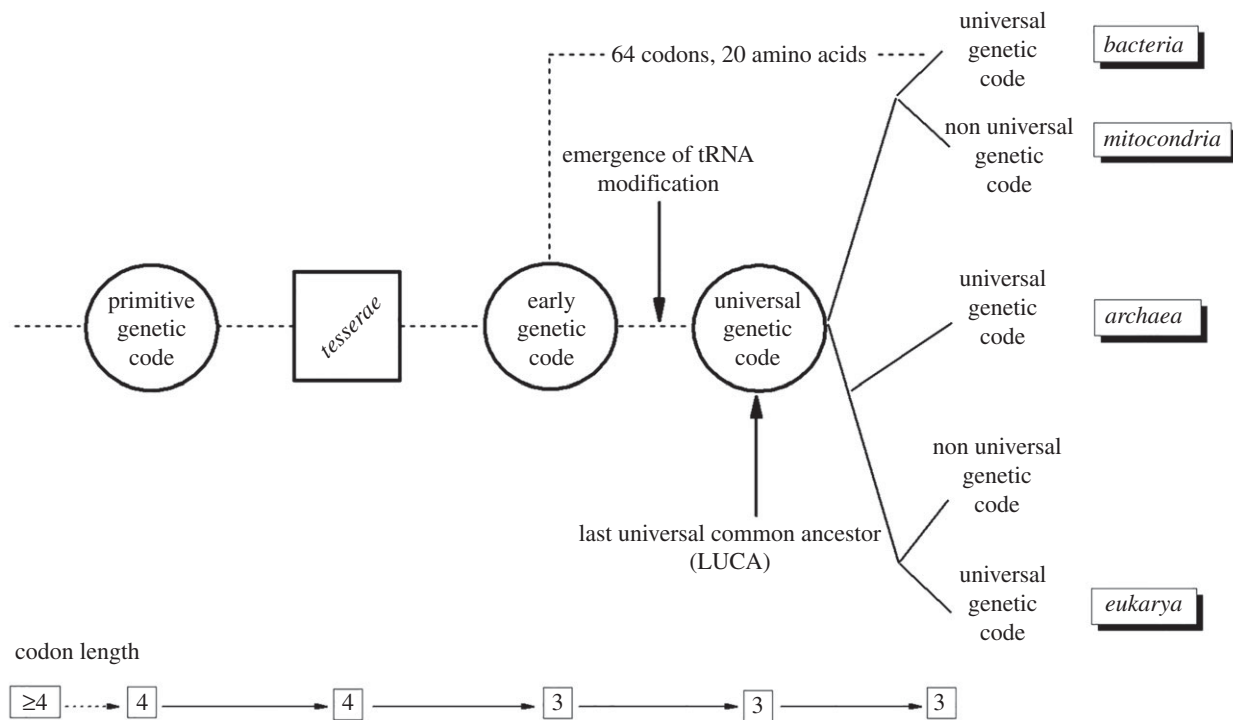 64 codons, 20 amino acids
universal
genetic
code
bacteria
non universal
genetic
code
mitocondria
emergence of tRNA
modification
primitive
genetic
code
tesserae
early
genetic
code
universal
genetic
code
universal
genetic
code
archaea
last universal common ancestor
(LUCA)
non universal
genetic
code
universal
genetic
code
eukarya
codon length
≥4
4
4
3
3
3